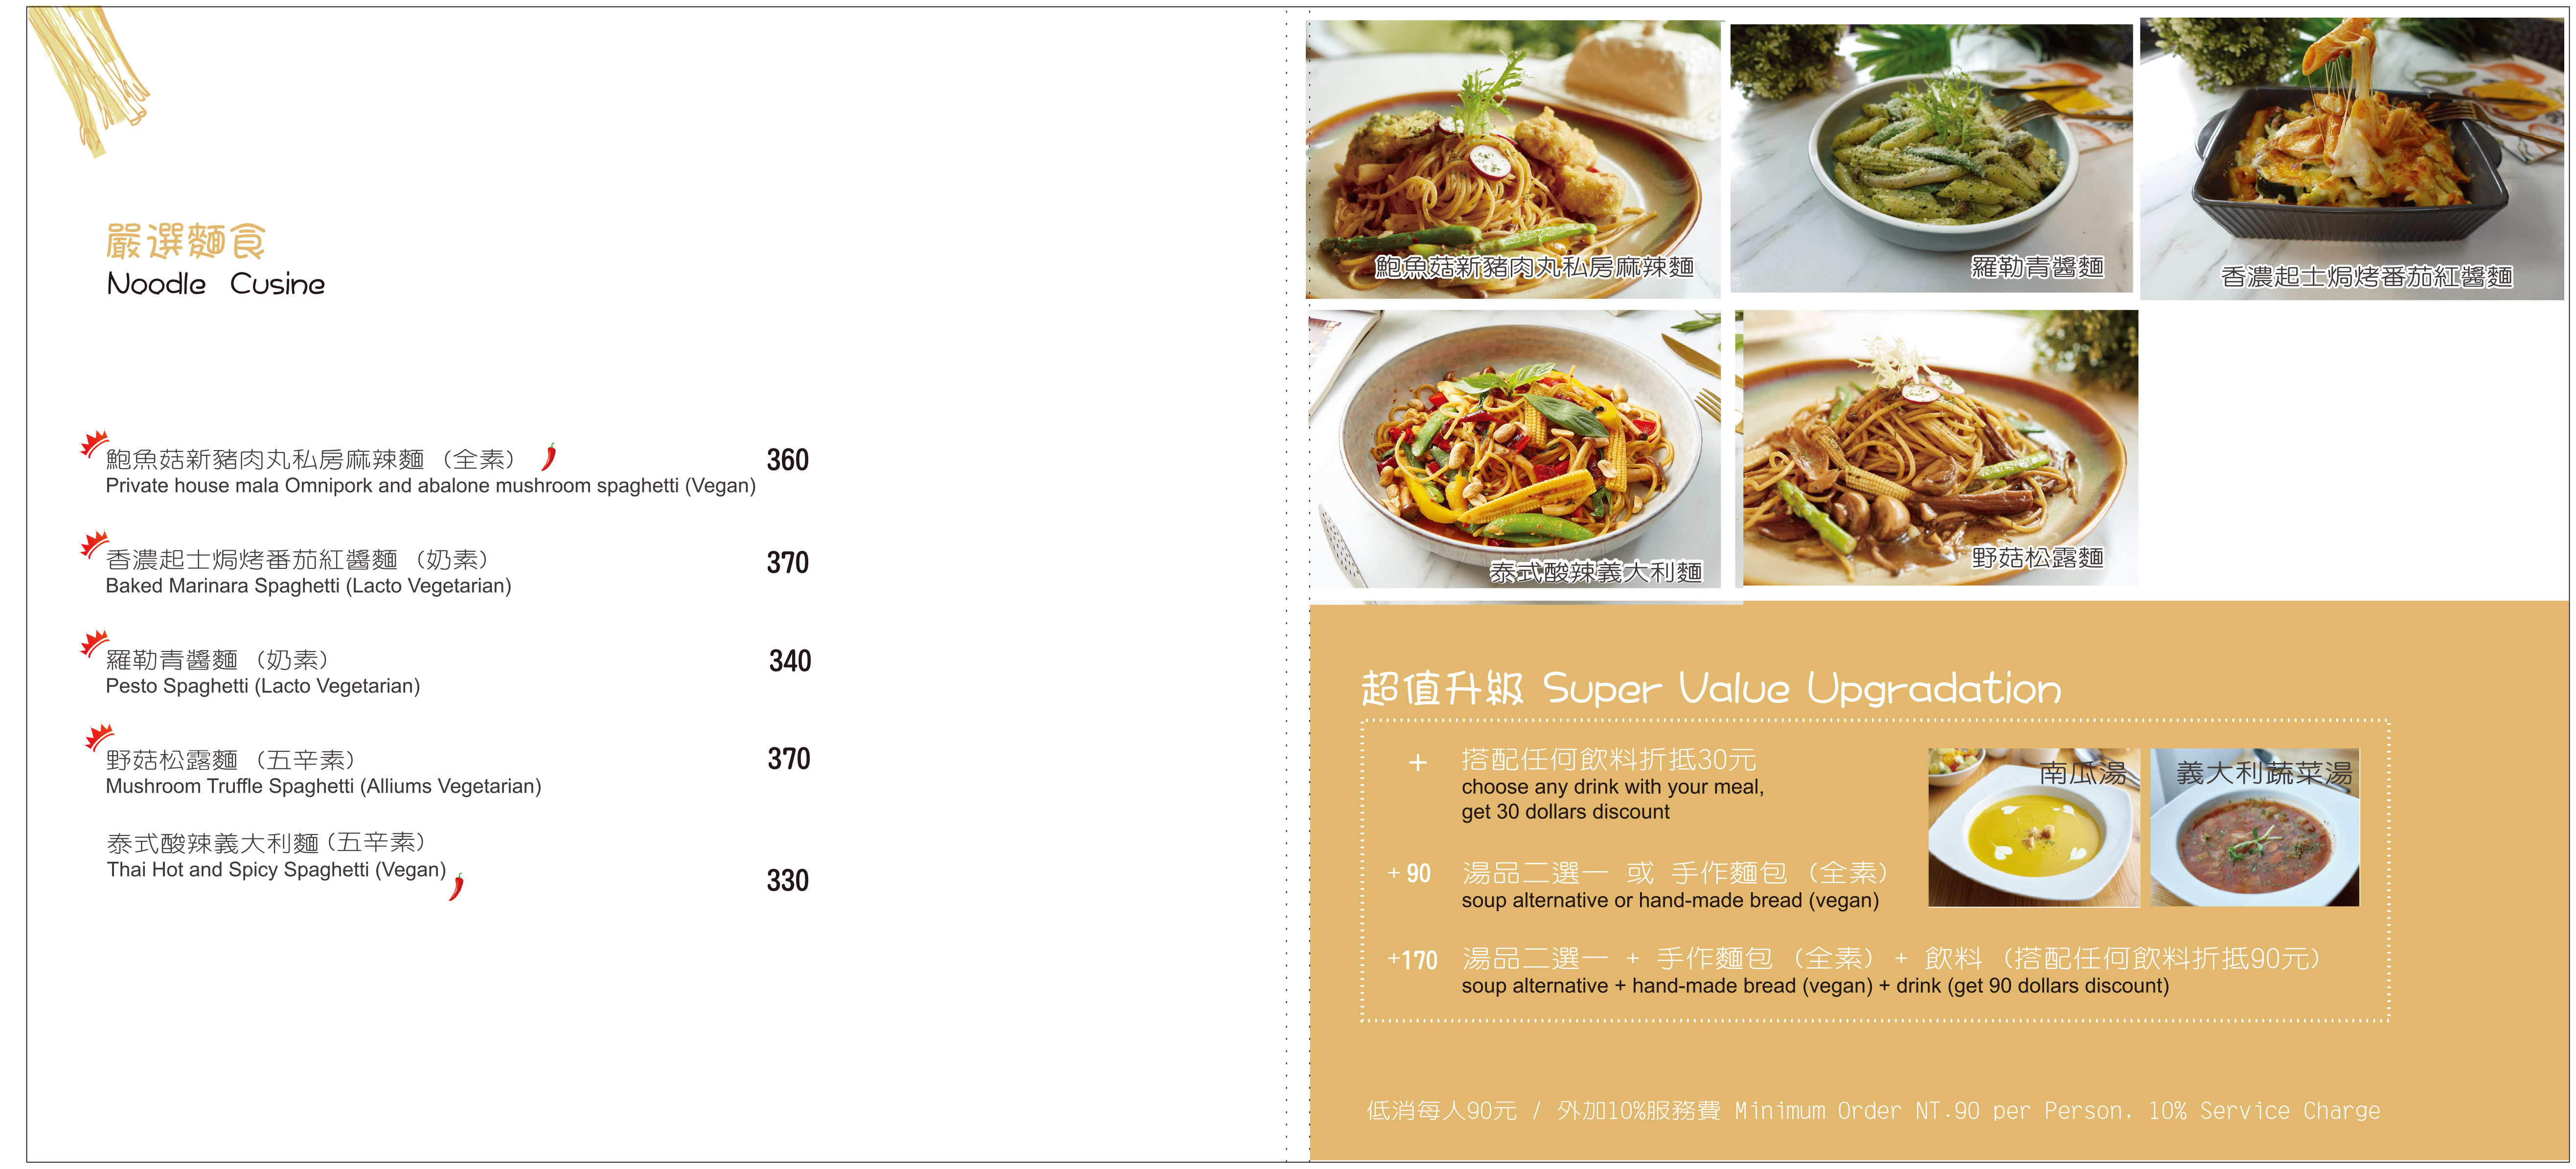 嚴選麵食
Noodle Cusine
鮑魚菇新豬肉丸私房麻辣麵 (全素)
360
Private house mala Omnipork and abalone mushroom spaghetti (Vegan)
香濃起士焗烤番茄紅醬麵 (奶素)
370
Baked Marinara Spaghetti (Lacto Vegetarian)
羅勒青醬麵 (奶素)
340
Pesto Spaghetti (Lacto Vegetarian)
野菇松露麵 (五辛素)
370
Mushroom Truffle Spaghetti (Alliums Vegetarian)
泰式酸辣義大利麵(五辛素)
Thai Hot and Spicy Spaghetti (Vegan)
330
鮑魚菇新豬肉丸私房麻辣麵
羅勒青醬麵
香濃起士焗烤番茄紅醬麵
泰式酸辣義大利麵
野菇松露麵
超值升級 Super Value Upgradation
+ 搭配任何飲料折抵30元
choose any drink with your meal,
get 30 dollars discount
南瓜湯
義大利蔬菜湯
+ 90 湯品二選一 或 手作麵包 (全素)
soup alternative or hand-made bread (vegan)
+170 湯品二選一 + 手作麵包 (全素) + 飲料 (搭配任何飲料折抵90元)
soup alternative + hand-made bread (vegan) + drink (get 90 dollars discount)
低消每人90元 / 外加10%服務費 Minimum Order NT.90 per Person. 10% Service Charge